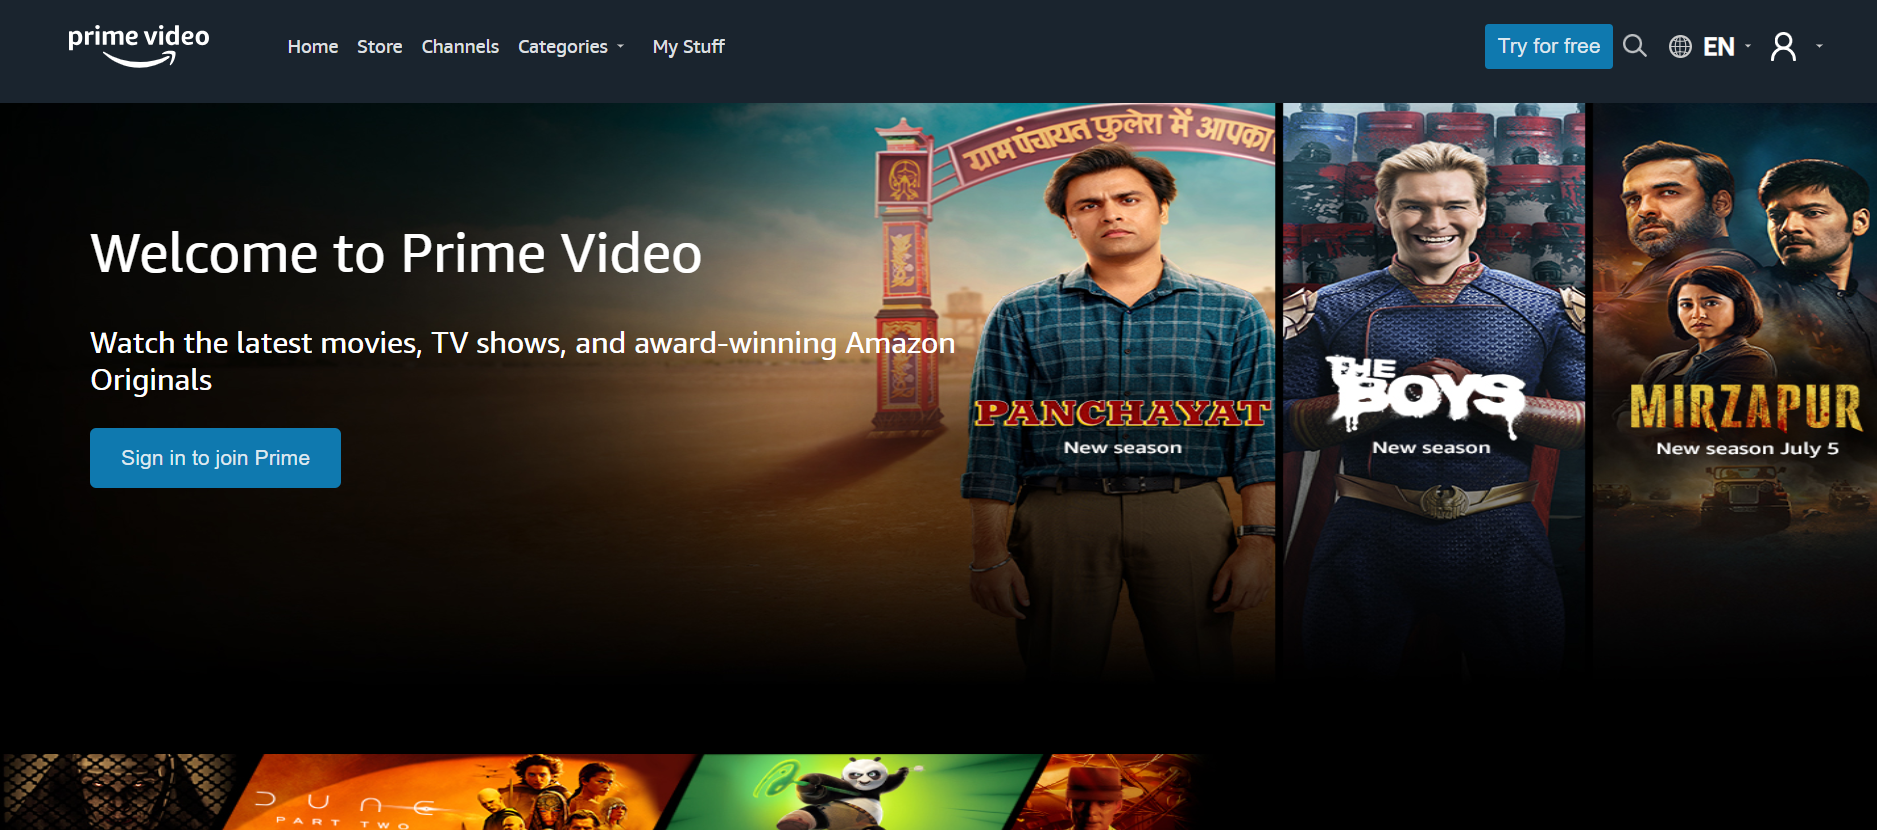 prime video
Home Store Channels Categories My Stuff
Try for free EN
Welcome to Prime Video
Watch the latest movies, TV shows, and award-winning Amazon
Originals
Sign in to join Prime
ग्राम पंचायत फुलेरा में आपका
PANCHAYAT
New season
THE
BOYS
New season
MIRZAPUR
New season July 5
DUNE
PART TWO